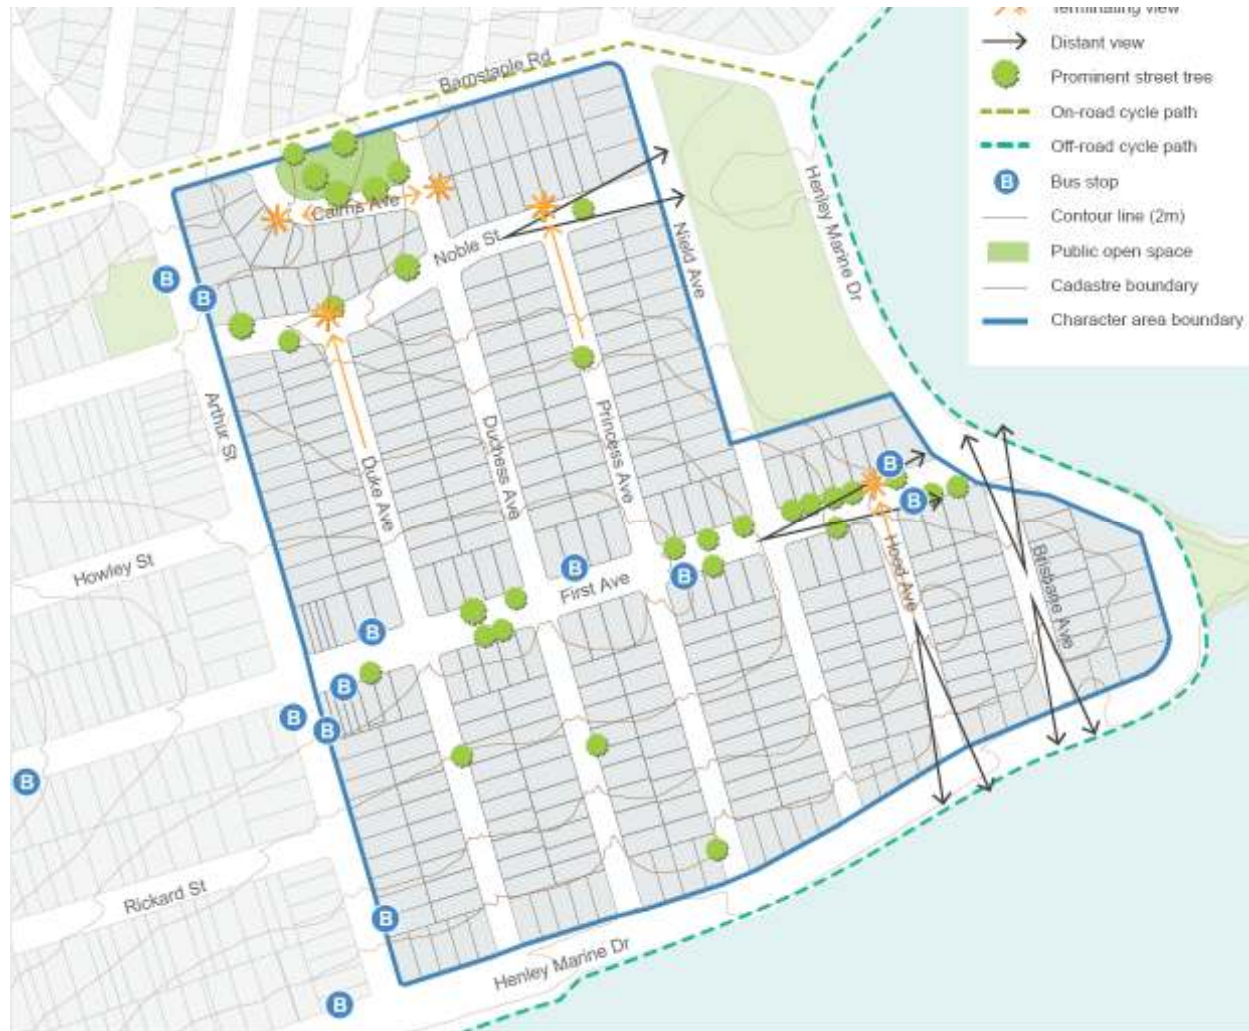 Terminating view
Distant view
Prominent street tree
On-road cycle path
Off-road cycle path
B Bus stop
Contour line (2m)
Public open space
Cadastre boundary
Character area boundary
Barnstaple Rd
Cairns Ave
Noble St
Nield Ave
Henley Marine Dr
B
B
Arthur St
Duke Ave
Duchess Ave
Princess Ave
B
B
Hood Ave
Brisbane Ave
Howley St
B
First Ave
B
B
B
B
B
B
Rickard St
B
Henley Marine Dr
B